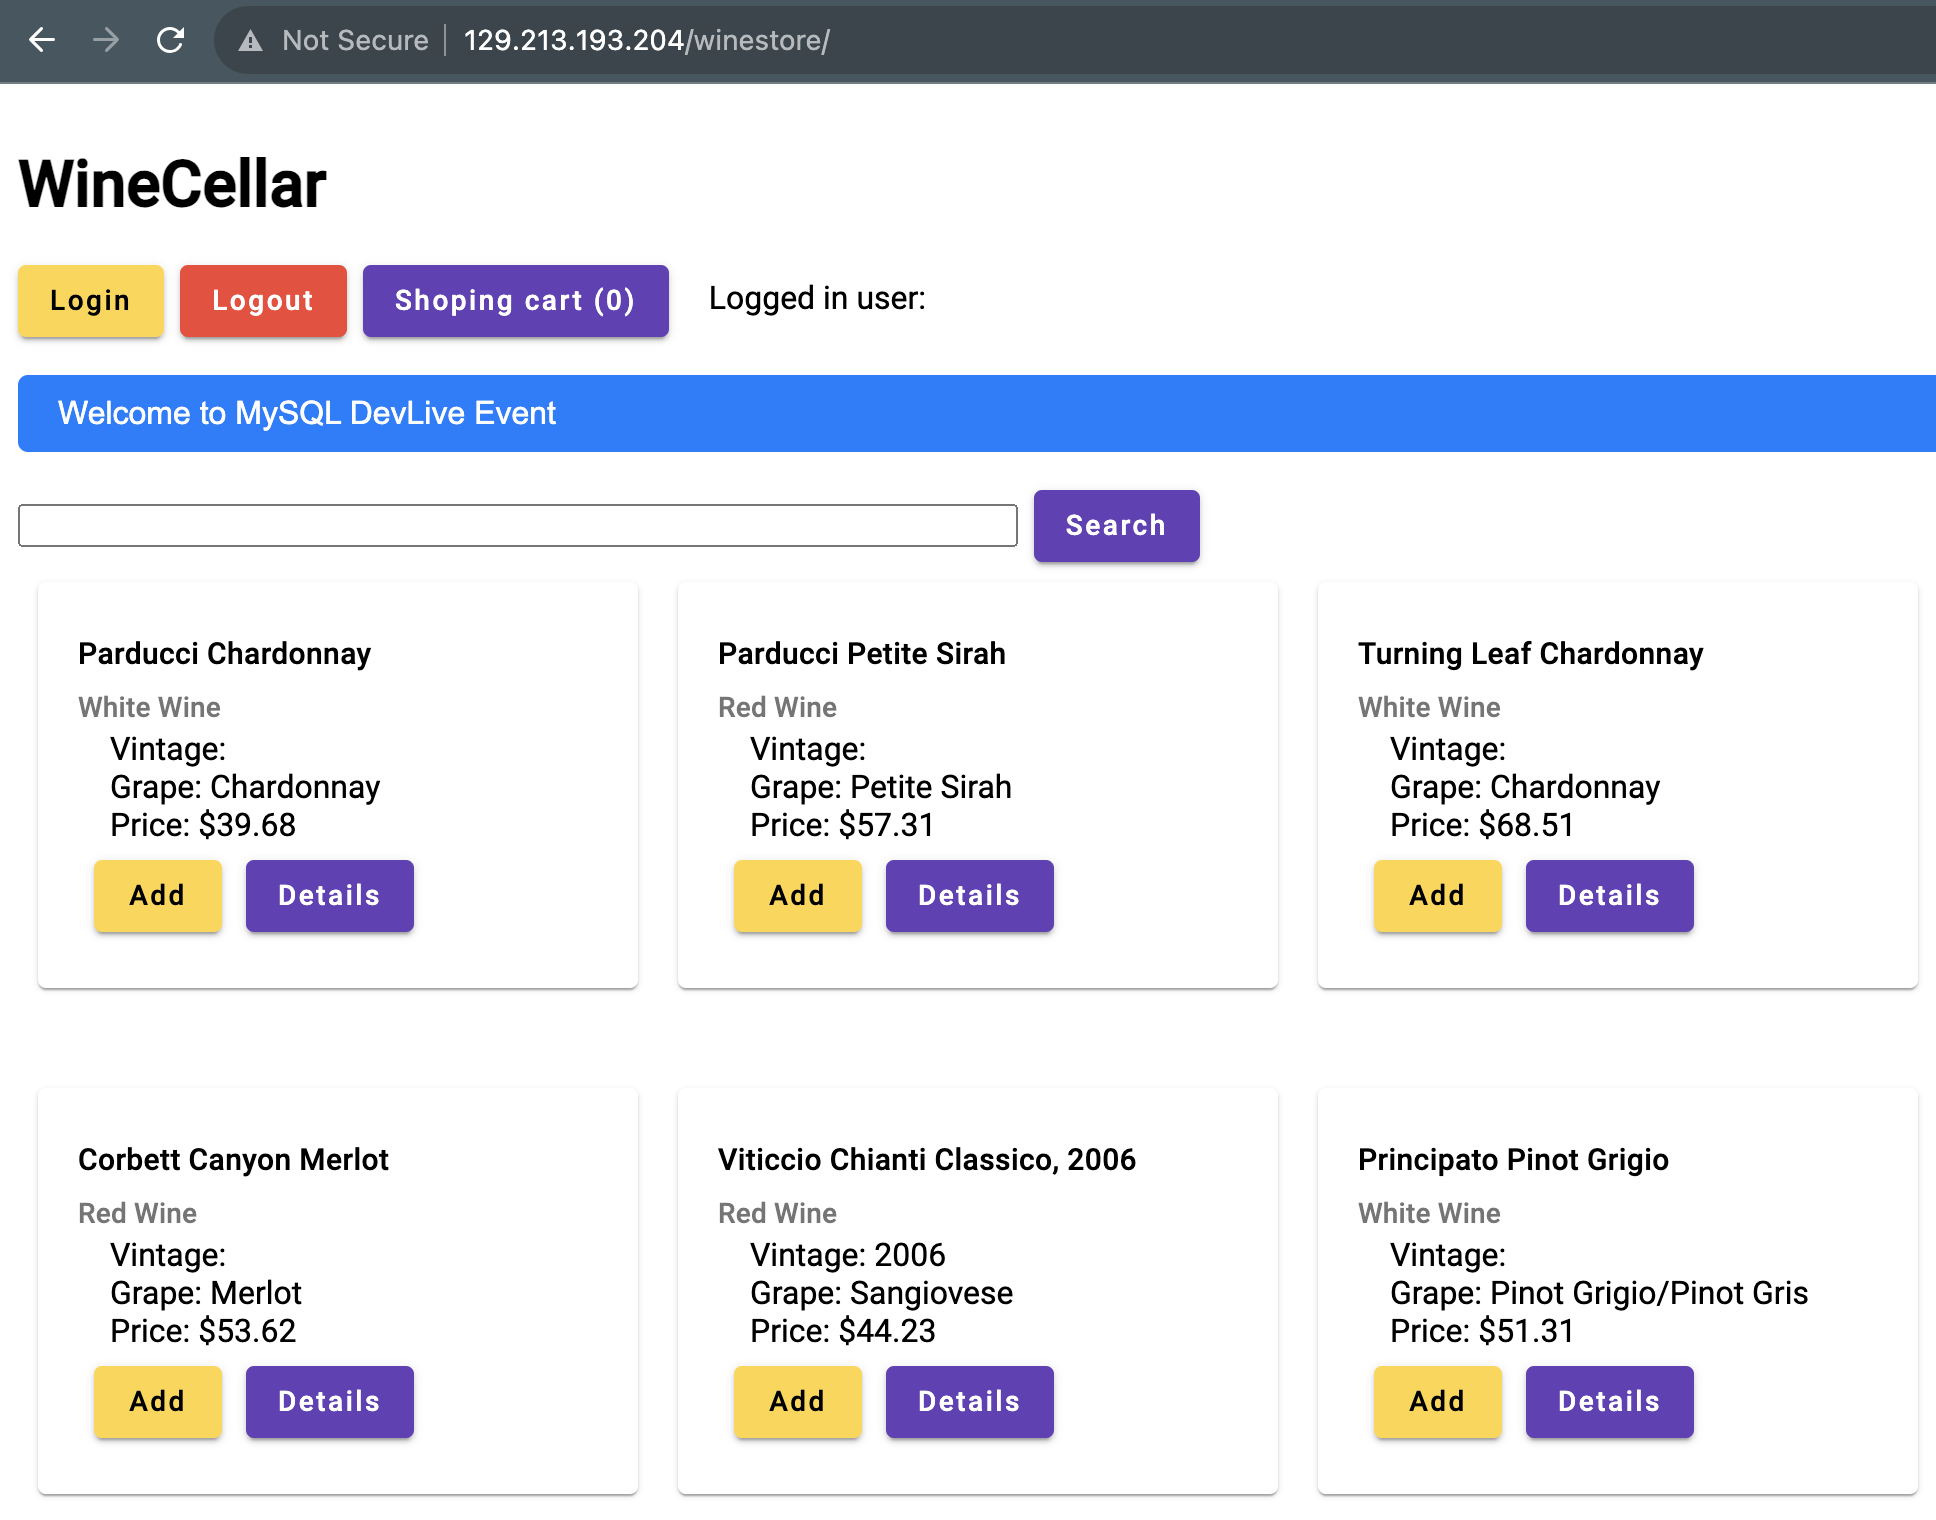 Not Secure 129.213.193.204/winestore/
WineCellar
Login Logout Shoping cart (0) Logged in user:
Welcome to MySQL DevLive Event
Search
Parducci Chardonnay
White Wine
Vintage:
Grape: Chardonnay
Price: $39.68
Add Details
Parducci Petite Sirah
Red Wine
Vintage:
Grape: Petite Sirah
Price: $57.31
Add Details
Turning Leaf Chardonnay
White Wine
Vintage:
Grape: Chardonnay
Price: $68.51
Add Details
Corbett Canyon Merlot
Red Wine
Vintage:
Grape: Merlot
Price: $53.62
Add Details
Viticcio Chianti Classico, 2006
Red Wine
Vintage: 2006
Grape: Sangiovese
Price: $44.23
Add Details
Principato Pinot Grigio
White Wine
Vintage:
Grape: Pinot Grigio/Pinot Gris
Price: $51.31
Add Details